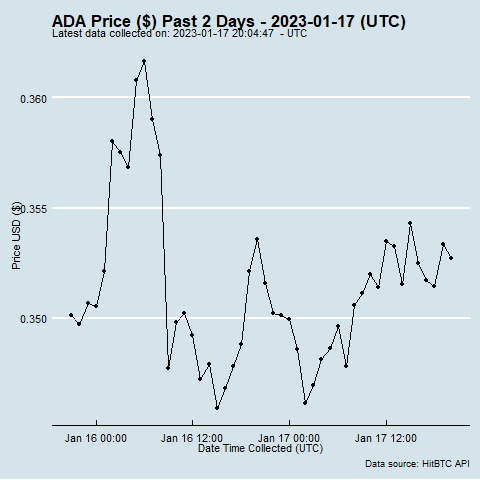 ADA Price ($) Past 2 Days - 2023-01-17 (UTC)
Latest data collected on: 2023-01-17 20:04:47 - UTC
0.360
0.355
0.350
Price USD ($)
Jan 16 00:00 Jan 16 12:00 Jan 17 00:00 Jan 17 12:00
Date Time Collected (UTC)
Data source: HitBTC API